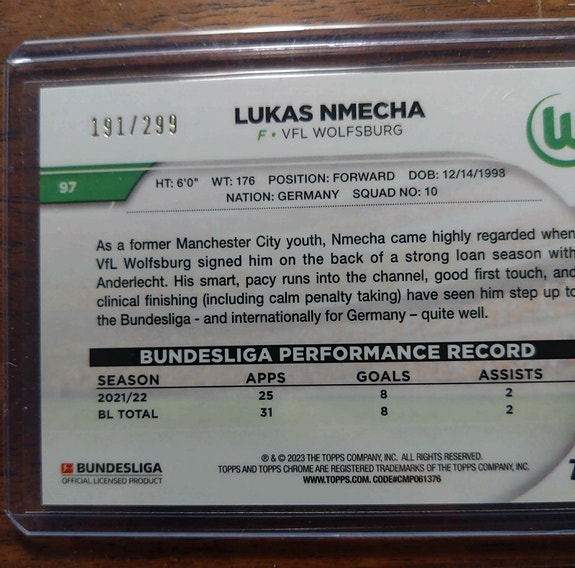 191/299
LUKAS NMECHA
F • VFL WOLFSBURG
W
97
HT: 6'0" WT: 176 POSITION: FORWARD DOB: 12/14/1998
NATION: GERMANY SQUAD NO: 10
As a former Manchester City youth, Nmecha came highly regarded when
VfL Wolfsburg signed him on the back of a strong loan season with
Anderlecht. His smart, pacy runs into the channel, good first touch, and
clinical finishing (including calm penalty taking) have seen him step up to
the Bundesliga - and internationally for Germany – quite well.
BUNDESLIGA PERFORMANCE RECORD
SEASON APPS GOALS ASSISTS
2021/22 25 8 2
BL TOTAL 31 8 2
BUNDESLIGA
OFFICIAL LICENSED PRODUCT
® & © 2023 THE TOPPS COMPANY, INC. ALL RIGHTS RESERVED.
TOPPS AND TOPPS CHROME ARE REGISTERED TRADEMARKS OF THE TOPPS COMPANY, INC.
WWW.TOPPS.COM. CODE#CMP061376